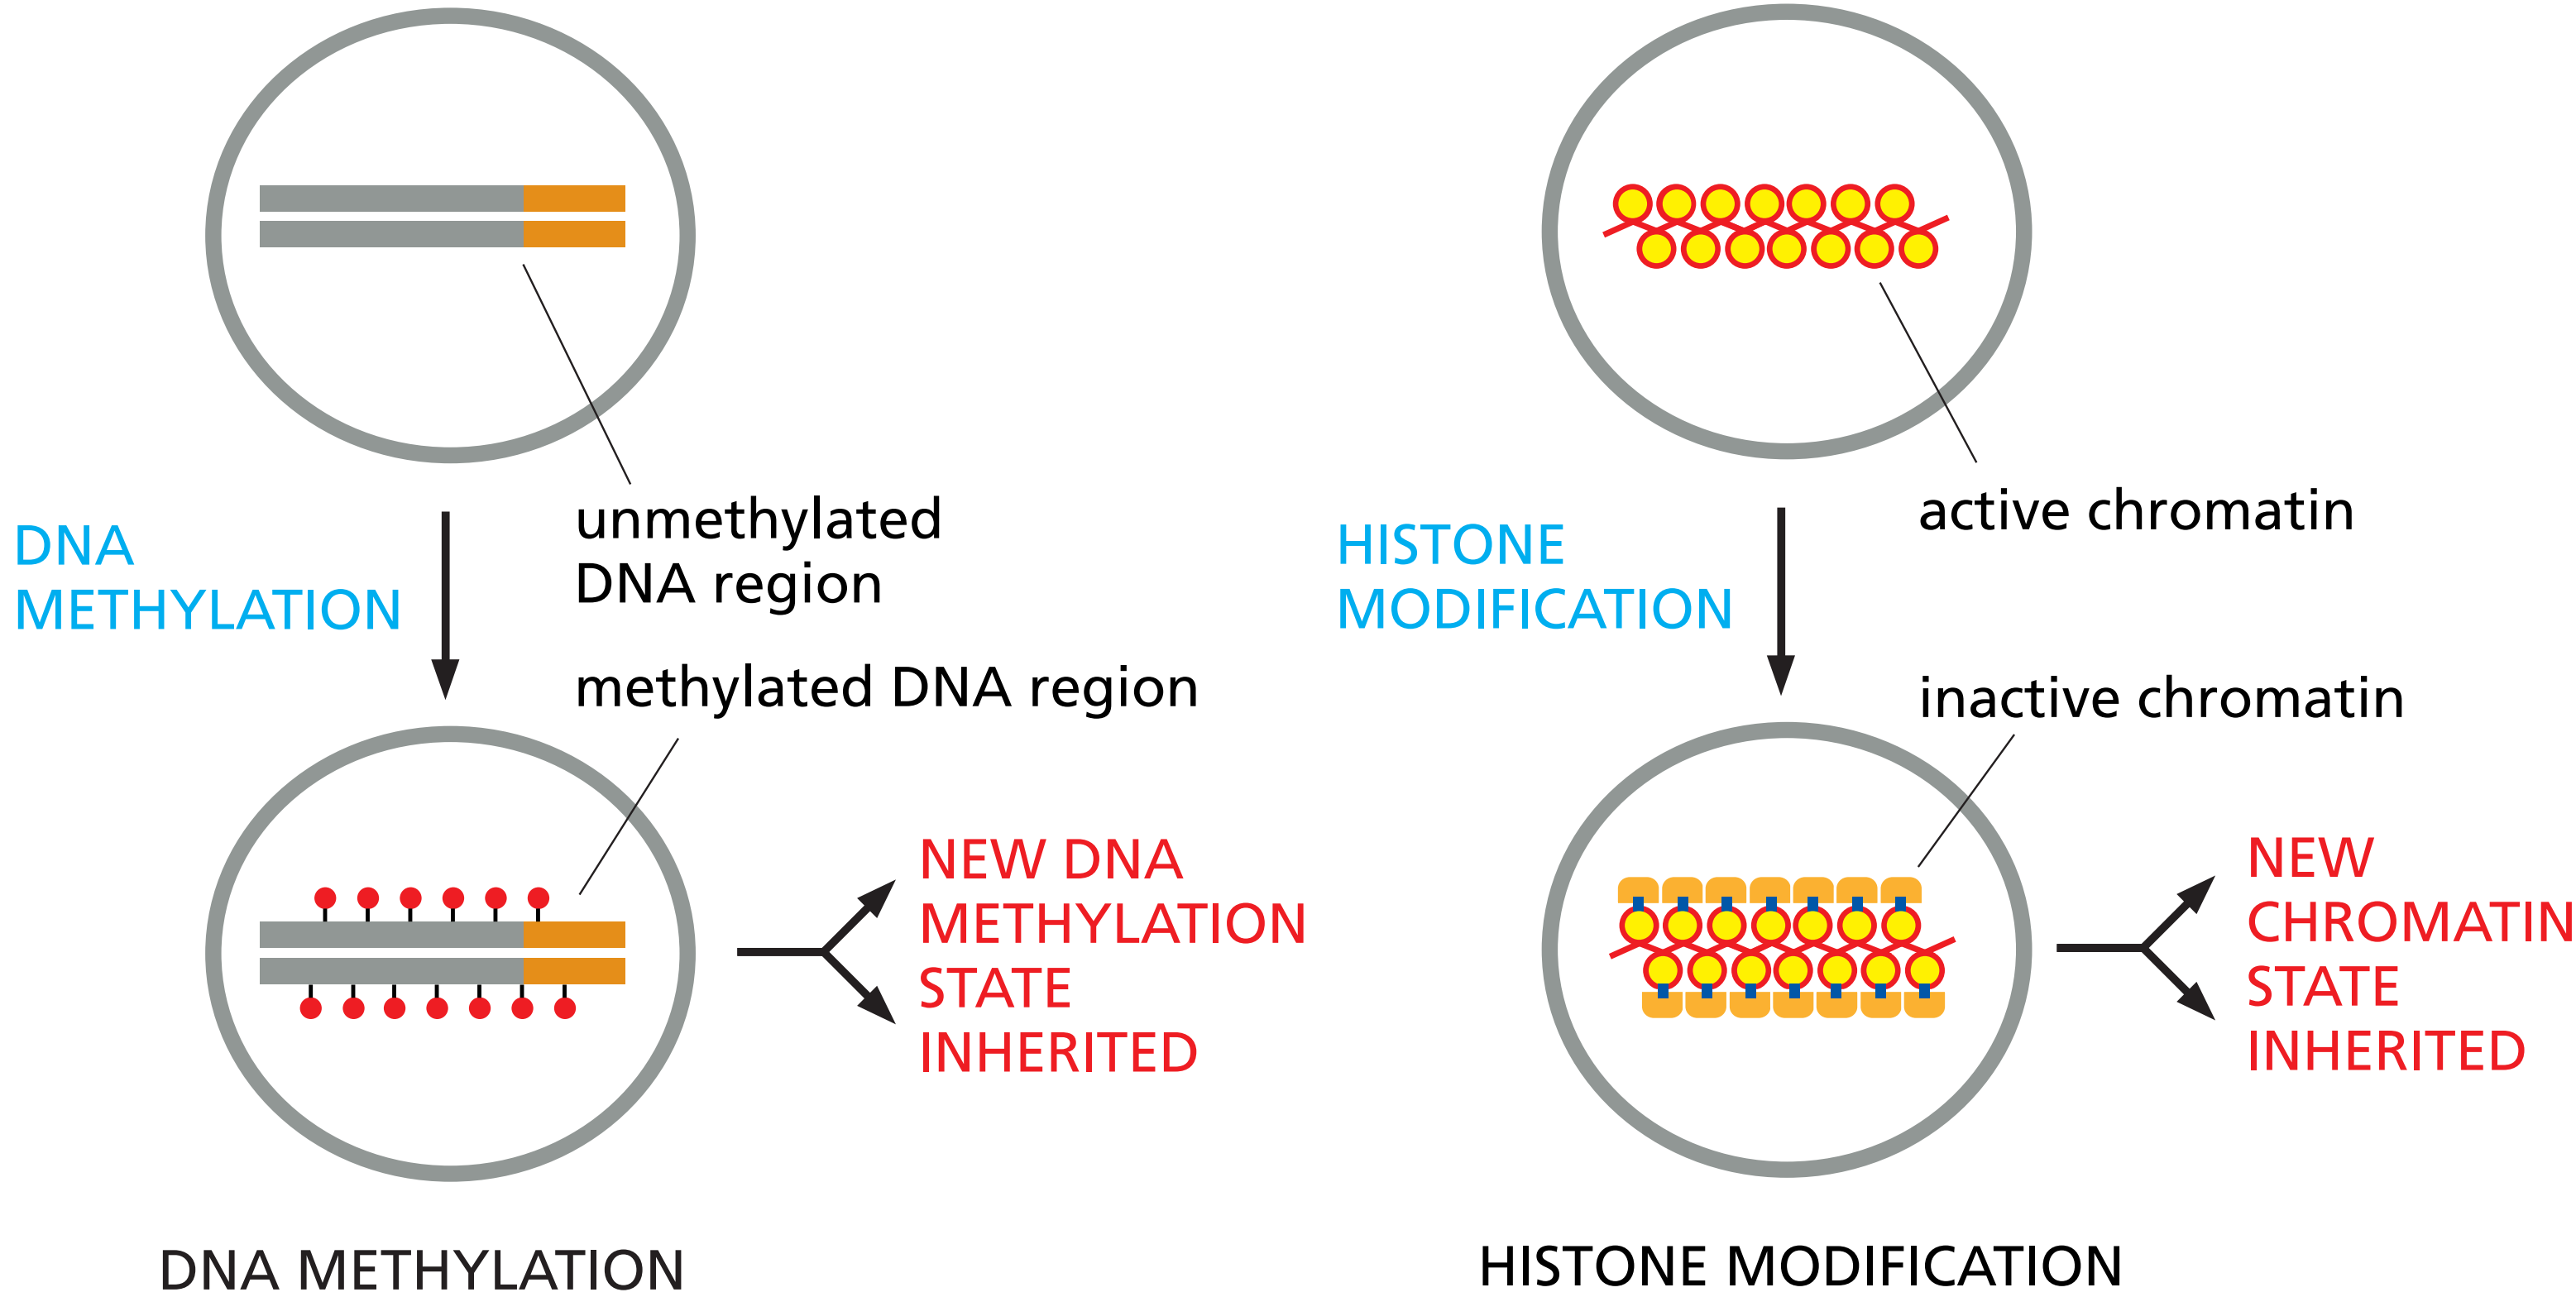 DNA
METHYLATION
unmethylated
DNA region
methylated DNA region
NEW DNA
METHYLATION
STATE
INHERITED
DNA METHYLATION
HISTONE
MODIFICATION
active chromatin
inactive chromatin
NEW
CHROMATIN
STATE
INHERITED
HISTONE MODIFICATION